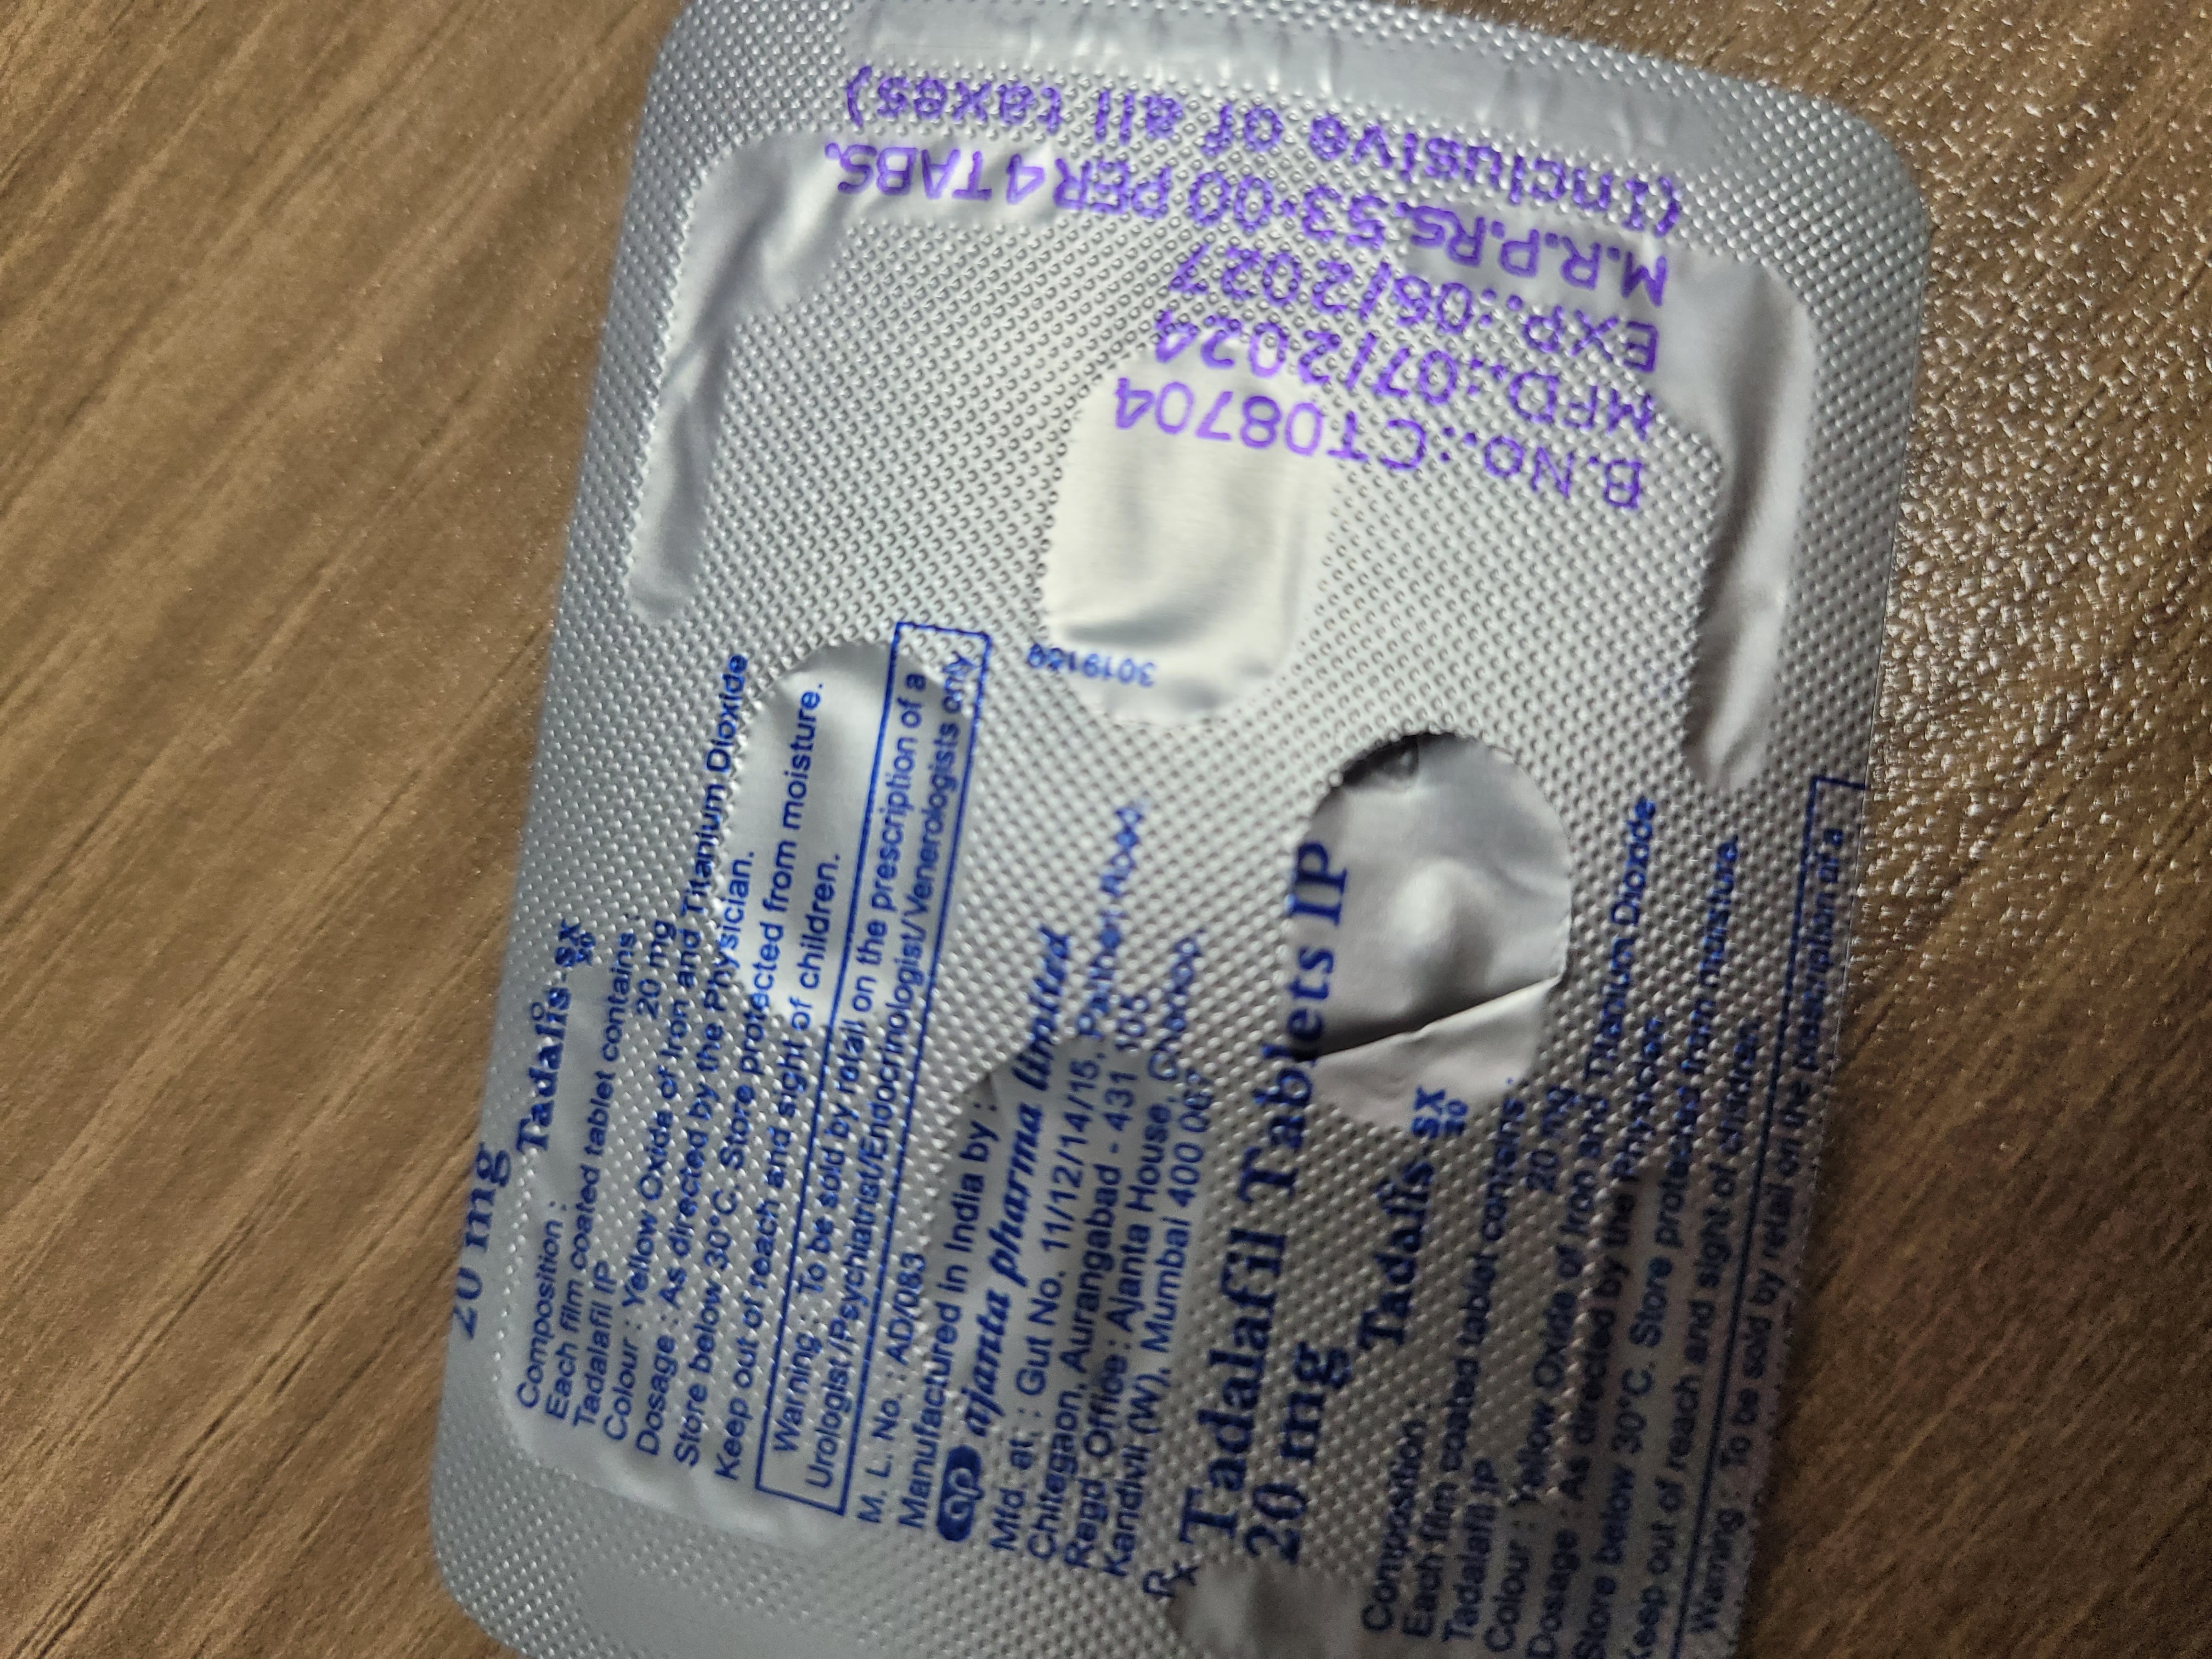 B.No.:CT08704
MFD.:07/2024
EXP.:06/2027
M.R.P.Rs.53.00 PER 4 TABS.
(Inclusive of all taxes)
20 mg
Tadalis SX
20
Composition :
Each film coated tablet contains :
Tadalafil IP 20 mg
Colour : Yellow Oxide of Iron and Titanium Dioxide
Dosage : As directed by the Physician.
Store below 30°C. Store protected from moisture.
Keep out of reach and sight of children.
Warning : To be sold by retail on the prescription of a
Urologist/Psychiatrist/Endocrinologist/Venerologists only
M. L. No. : AD/083
Manufactured in India by :
ap ajanta pharma limited
Mfd. at : Gut No. 11/12/14/15, Paithan Road,
Chitegaon, Aurangabad - 431 105
Regd. Office : Ajanta House, Charkop,
Kandivli (W), Mumbai 400 067
Rx Tadalafil Tablets IP
20 mg
Tadalis SX
20
Composition :
Each film coated tablet contains :
Tadalafil IP 20 mg
Colour : Yellow Oxide of Iron and Titanium Dioxide
Dosage : As directed by the Physician.
Store below 30°C. Store protected from moisture.
Keep out of reach and sight of children.
Warning : To be sold by retail on the prescription of a